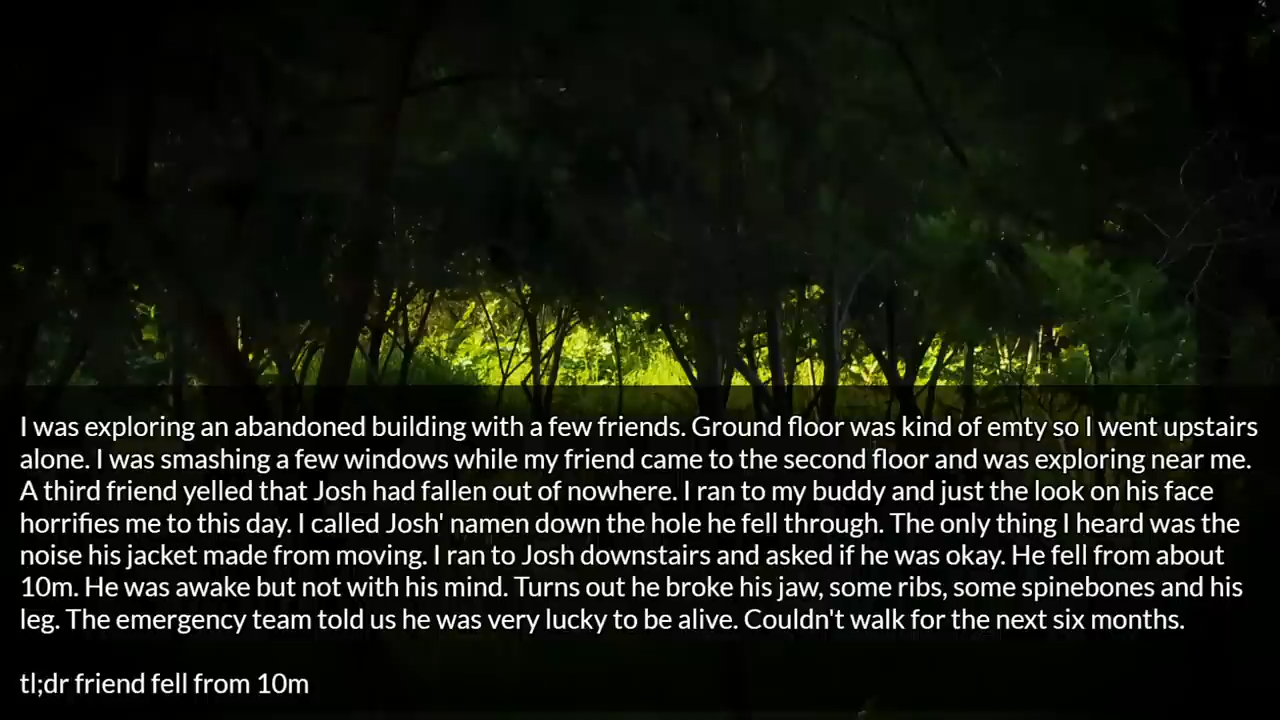 I was exploring an abandoned building with a few friends. Ground floor was kind of emty so I went upstairs
alone. I was smashing a few windows while my friend came to the second floor and was exploring near me.
A third friend yelled that Josh had fallen out of nowhere. I ran to my buddy and just the look on his face
horrifies me to this day. I called Josh' namen down the hole he fell through. The only thing I heard was the
noise his jacket made from moving. I ran to Josh downstairs and asked if he was okay. He fell from about
10m. He was awake but not with his mind. Turns out he broke his jaw, some ribs, some spinebones and his
leg. The emergency team told us he was very lucky to be alive. Couldn't walk for the next six months.
tl;dr friend fell from 10m